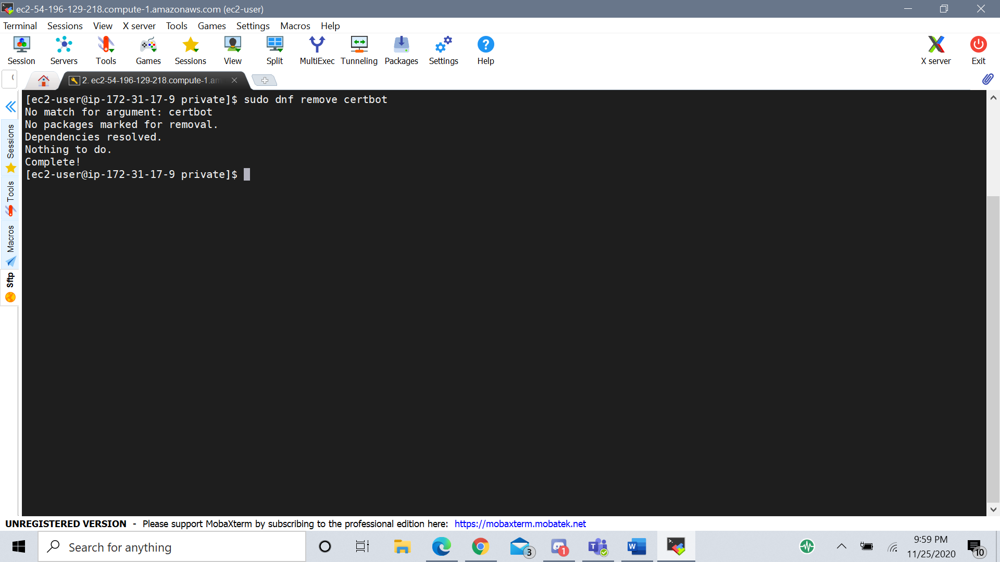 ec2-54-196-129-218.compute-1.amazonaws.com (ec2-user)
Terminal Sessions View X server Tools Games Settings Macros Help
Session Servers Tools Games Sessions View Split MultiExec Tunneling Packages Settings Help X server Exit
2. ec2-54-196-129-218.compute-1.am
[ec2-user@ip-172-31-17-9 private]$ sudo dnf remove certbot
No match for argument: certbot
No packages marked for removal.
Dependencies resolved.
Nothing to do.
Complete!
[ec2-user@ip-172-31-17-9 private]$
Sessions
Tools
Macros
Sftp
UNREGISTERED VERSION - Please support MobaXterm by subscribing to the professional edition here: https://mobaxterm.mobatek.net
Search for anything
3
1
9:59 PM
11/25/2020
10